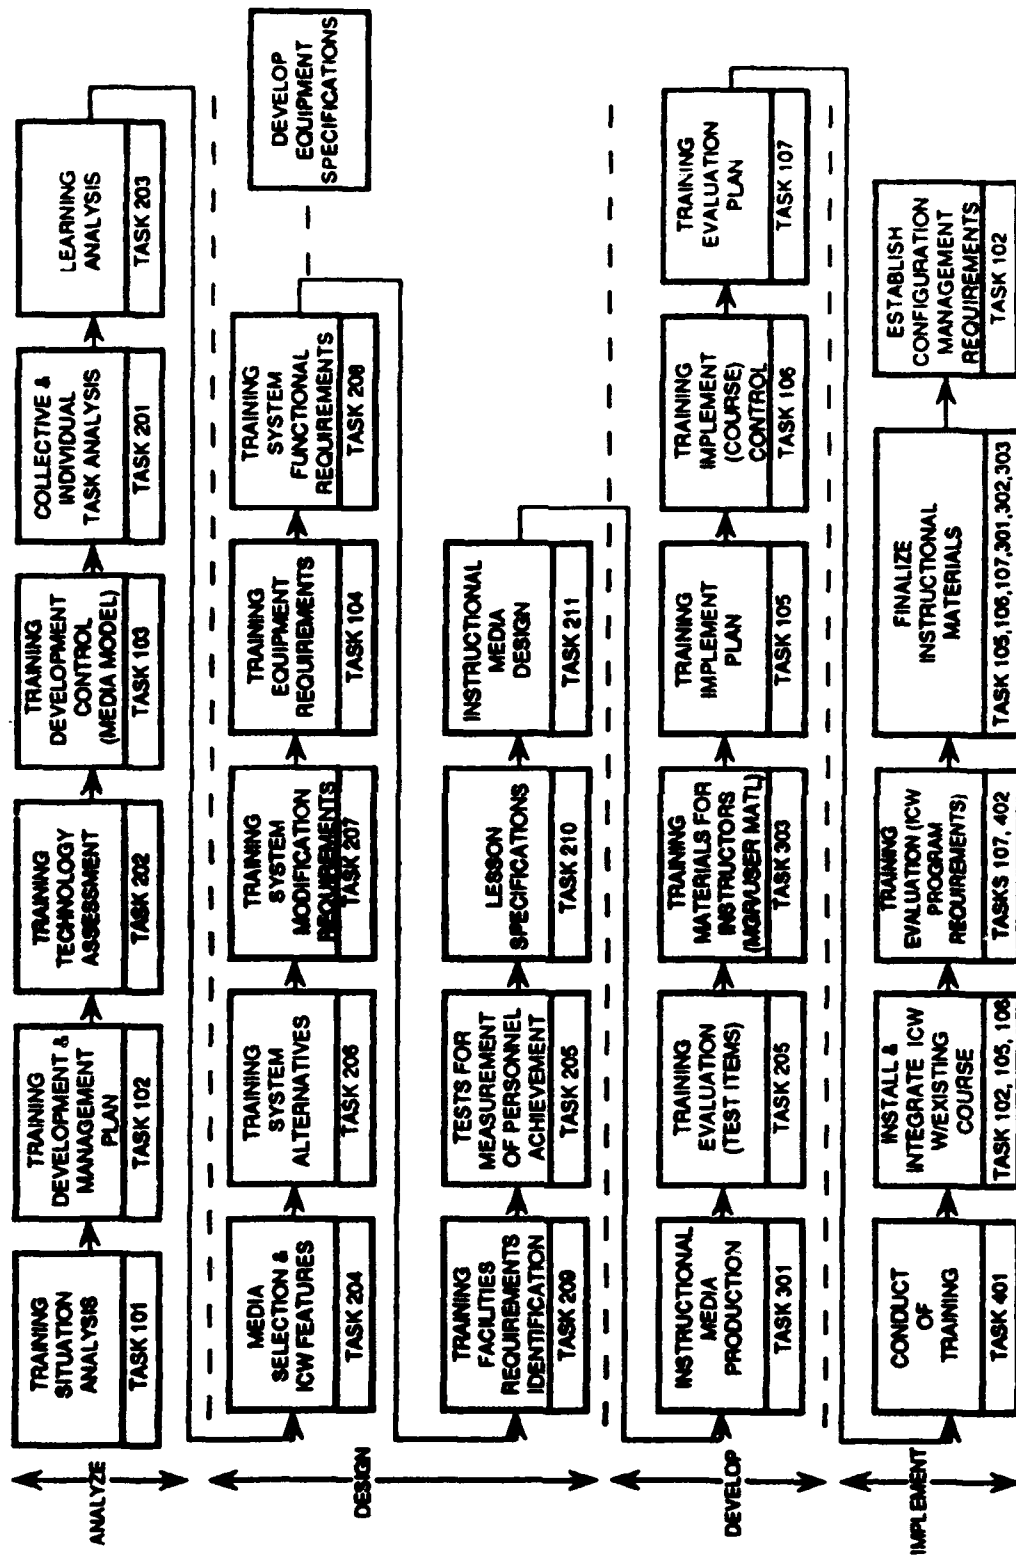 ANALYZE
TRAINING
SITUATION
ANALYSIS
TASK 101
TRAINING
DEVELOPMENT &
MANAGEMENT
PLAN
TASK 102
TRAINING
TECHNOLOGY
ASSESSMENT
TASK 202
TRAINING
DEVELOPMENT
CONTROL
(MEDIA MODEL)
TASK 103
COLLECTIVE &
INDIVIDUAL
TASK ANALYSIS
TASK 201
LEARNING
ANALYSIS
TASK 203
DESIGN
MEDIA
SELECTION &
ICW FEATURES
TASK 204
TRAINING
SYSTEM
ALTERNATIVES
TASK 206
TRAINING
SYSTEM
MODIFICATION
REQUIREMENTS
TASK 207
TRAINING
EQUIPMENT
REQUIREMENTS
TASK 104
TRAINING
SYSTEM
FUNCTIONAL
REQUIREMENTS
TASK 208
DEVELOP
EQUIPMENT
SPECIFICATIONS
TRAINING
FACILITIES
REQUIREMENTS
IDENTIFICATION
TASK 209
TESTS FOR
MEASUREMENT
OF PERSONNEL
ACHIEVEMENT
TASK 205
LESSON
SPECIFICATIONS
TASK 210
INSTRUCTIONAL
MEDIA
DESIGN
TASK 211
DEVELOP
INSTRUCTIONAL
MEDIA
PRODUCTION
TASK 301
TRAINING
EVALUATION
(TEST ITEMS)
TASK 205
TRAINING
MATERIALS FOR
INSTRUCTORS
(MGR/USER MATL)
TASK 303
TRAINING
IMPLEMENT
PLAN
TASK 105
TRAINING
IMPLEMENT
(COURSE)
CONTROL
TASK 106
TRAINING
EVALUATION
PLAN
TASK 107
IMPLEMENT
CONDUCT
OF
TRAINING
TASK 401
INSTALL &
INTEGRATE ICW
W/EXISTING
COURSE
TASK 102, 105, 106
TRAINING
EVALUATION (ICW
PROGRAM
REQUIREMENTS)
TASKS 107, 402
FINALIZE
INSTRUCTIONAL
MATERIALS
TASK 105,106,107,301,302,303
ESTABLISH
CONFIGURATION
MANAGEMENT
REQUIREMENTS
TASK 102